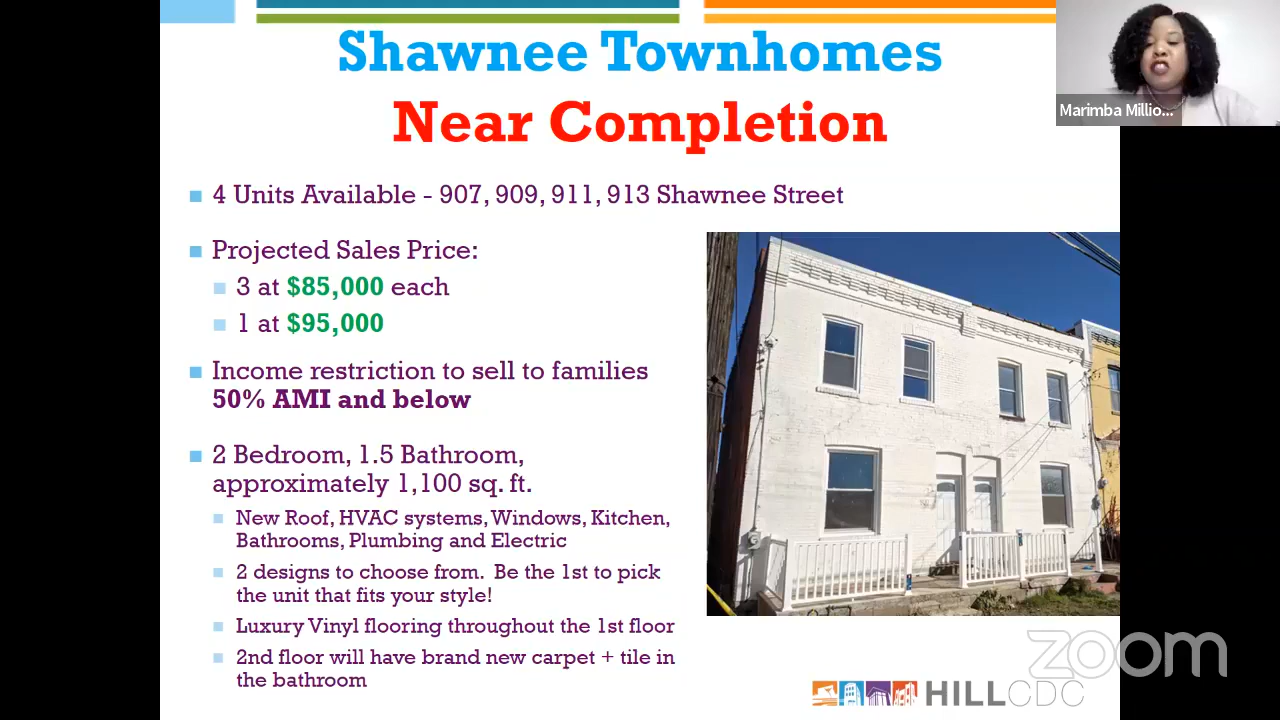 Shawnee Townhomes
Near Completion
Marimba Millio...
4 Units Available - 907, 909, 911, 913 Shawnee Street
Projected Sales Price:
3 at $85,000 each
1 at $95,000
Income restriction to sell to families
50% AMI and below
2 Bedroom, 1.5 Bathroom,
approximately 1,100 sq. ft.
New Roof, HVAC systems, Windows, Kitchen,
Bathrooms, Plumbing and Electric
2 designs to choose from. Be the 1st to pick
the unit that fits your style!
Luxury Vinyl flooring throughout the 1st floor
2nd floor will have brand new carpet + tile in
the bathroom
zoom
HILLCDC